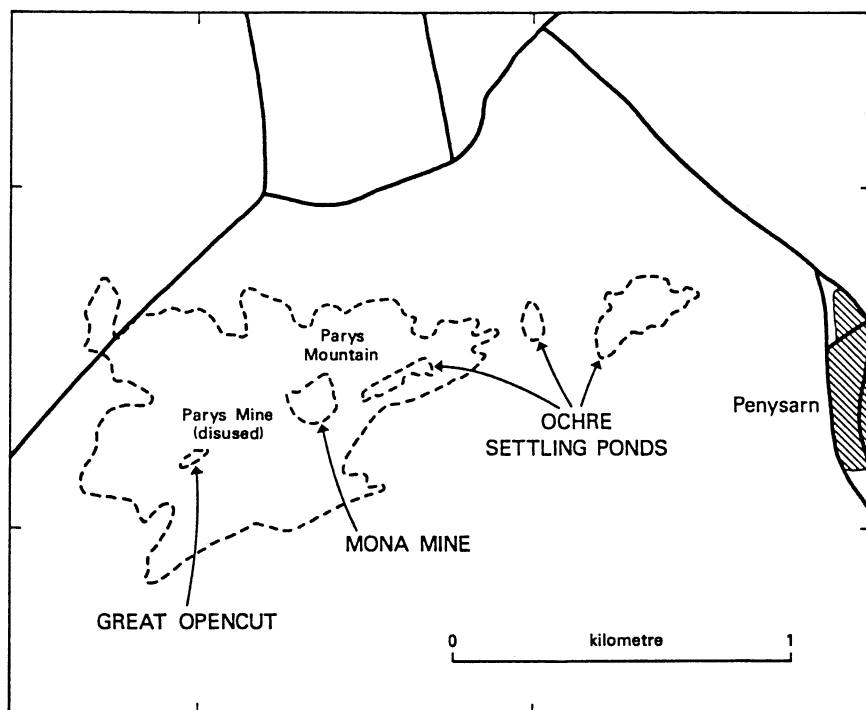 Parys
Mountain
Parys Mine
(disused)
Penysarn
OCHRE
SETTLING PONDS
MONA MINE
GREAT OPENCUT
0 kilometre 1